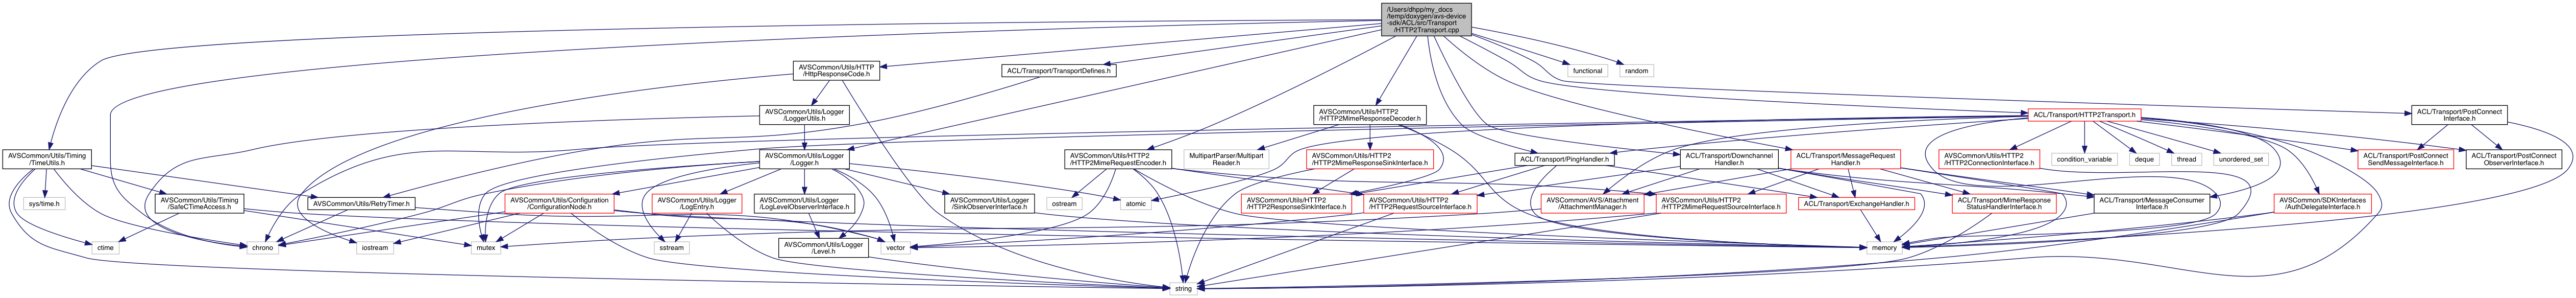 /Users/dhpp/my_docs
/temp/doxygen/avs-device
-sdk/ACL/src/Transport
/HTTP2Transport.cpp
AVSCommon/Utils/HTTP
/HttpResponseCode.h
ACL/Transport/TransportDefines.h
functional
random
AVSCommon/Utils/Logger
/LoggerUtils.h
AVSCommon/Utils/HTTP2
/HTTP2MimeResponseDecoder.h
ACL/Transport/HTTP2Transport.h
ACL/Transport/PostConnect
Interface.h
AVSCommon/Utils/Timing
/TimeUtils.h
AVSCommon/Utils/Logger
/Logger.h
AVSCommon/Utils/HTTP2
/HTTP2MimeRequestEncoder.h
MultipartParser/Multipart
Reader.h
AVSCommon/Utils/HTTP2
/HTTP2MimeResponseSinkInterface.h
ACL/Transport/PingHandler.h
ACL/Transport/Downchannel
Handler.h
ACL/Transport/MessageRequest
Handler.h
AVSCommon/Utils/HTTP2
/HTTP2ConnectionInterface.h
condition_variable
deque
thread
unordered_set
ACL/Transport/PostConnect
SendMessageInterface.h
ACL/Transport/PostConnect
ObserverInterface.h
sys/time.h
AVSCommon/Utils/Timing
/SafeCTimeAccess.h
AVSCommon/Utils/RetryTimer.h
AVSCommon/Utils/Configuration
/ConfigurationNode.h
AVSCommon/Utils/Logger
/LogEntry.h
AVSCommon/Utils/Logger
/LogLevelObserverInterface.h
AVSCommon/Utils/Logger
/SinkObserverInterface.h
ostream
atomic
AVSCommon/Utils/HTTP2
/HTTP2ResponseSinkInterface.h
AVSCommon/Utils/HTTP2
/HTTP2RequestSourceInterface.h
AVSCommon/AVS/Attachment
/AttachmentManager.h
AVSCommon/Utils/HTTP2
/HTTP2MimeRequestSourceInterface.h
ACL/Transport/ExchangeHandler.h
ACL/Transport/MimeResponse
StatusHandlerInterface.h
ACL/Transport/MessageConsumer
Interface.h
AVSCommon/SDKInterfaces
/AuthDelegateInterface.h
ctime
chrono
iostream
mutex
sstream
AVSCommon/Utils/Logger
/Level.h
vector
memory
string